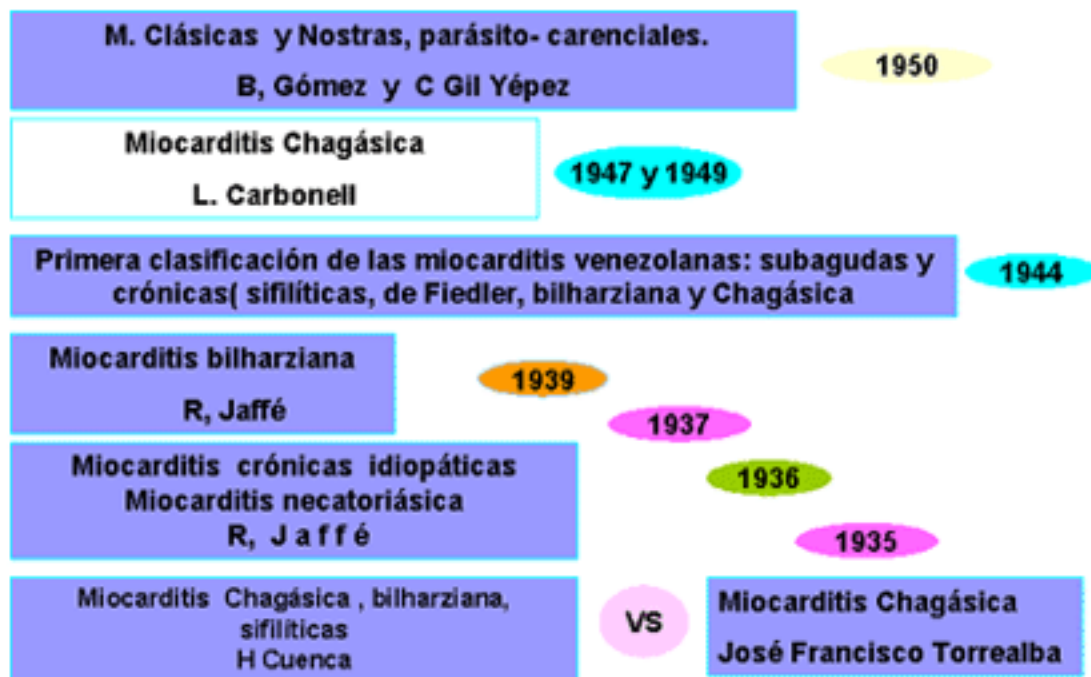 M. Clásicas y Nostras, parásito- carenciales.
B, Gómez y C Gil Yépez
1950
Miocarditis Chagásica
L. Carbonell
1947 y 1949
Primera clasificación de las miocarditis venezolanas: subagudas y
crónicas( sifilíticas, de Fiedler, bilharziana y Chagásica
1944
Miocarditis bilharziana
R, Jaffé
1939
1937
Miocarditis crónicas idiopáticas
Miocarditis necatoriásica
R, J a f f é
1936
1935
Miocarditis Chagásica , bilharziana,
sifilíticas
H Cuenca
VS
Miocarditis Chagásica
José Francisco Torrealba